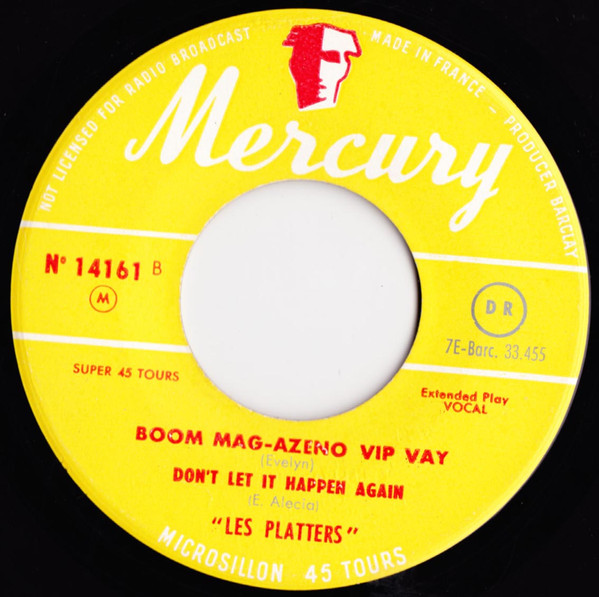 NOT LICENSED FOR RADIO BROADCAST
MADE IN FRANCE - PRODUCER BARCLAY
Mercury
N° 14161 B
M
DR
7E-Barc. 33.455
SUPER 45 TOURS
Extended Play
VOCAL
BOOM MAG-AZENO VIP VAY
(Evelyn)
DON'T LET IT HAPPEN AGAIN
(E. Alecia)
"LES PLATTERS"
MICROSILLON 45 TOURS